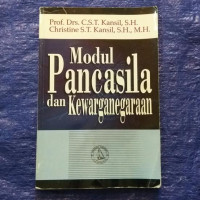 Prof. Drs. C.S.T. Kansil, S.H.
Christine S.T. Kansil, S.H., M.H.
Modul
Pancasila
dan Kewarganegaraan